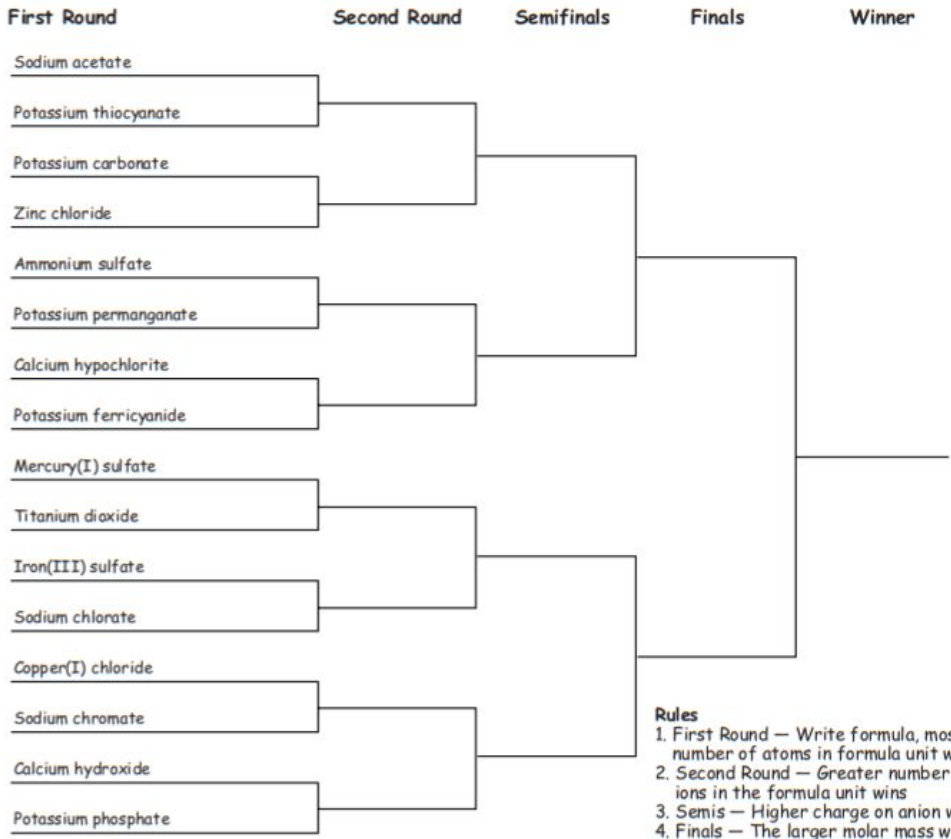 First Round Second Round Semifinals Finals Winner
Sodium acetate
Potassium thiocyanate
Potassium carbonate
Zinc chloride
Ammonium sulfate
Potassium permanganate
Calcium hypochlorite
Potassium ferricyanide
Mercury(I) sulfate
Titanium dioxide
Iron(III) sulfate
Sodium chlorate
Copper(I) chloride
Sodium chromate
Calcium hydroxide
Potassium phosphate
Rules
1. First Round — Write formula,
number of atoms in formula unit
2. Second Round — Greater number
ions in the formula unit wins
3. Semis — Higher charge on anion
4. Finals — The larger molar mass